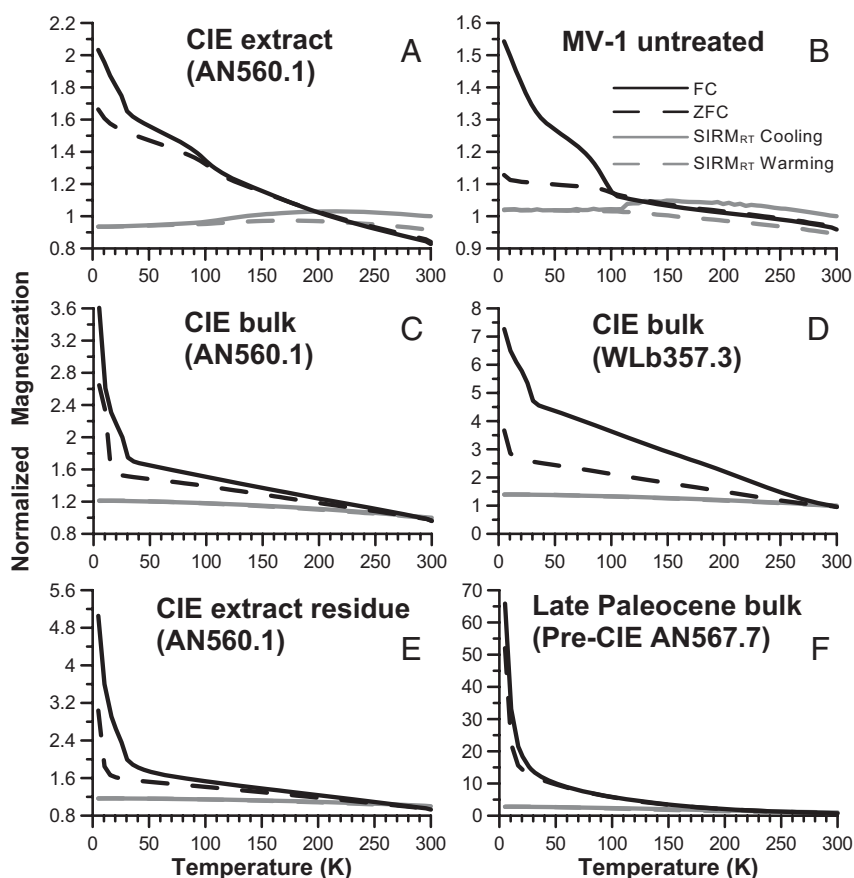 CIE extract
(AN560.1)
A
2.2
2
1.8
1.6
1.4
1.2
1
0.8
0 50 100 150 200 250 300
MV-1 untreated
B
FC
ZFC
SIRMRT Cooling
SIRMRT Warming
1.6
1.5
1.4
1.3
1.2
1.1
1
0.9
0 50 100 150 200 250 300
Normalized Magnetization
CIE bulk
(AN560.1)
C
3.6
3.2
2.8
2.4
2
1.6
1.2
0.8
0 50 100 150 200 250 300
CIE bulk
(WLb357.3)
D
8
7
6
5
4
3
2
1
0
0 50 100 150 200 250 300
CIE extract residue
(AN560.1)
E
5.6
4.8
4
3.2
2.4
1.6
0.8
0 50 100 150 200 250 300
Temperature (K)
Late Paleocene bulk
(Pre-CIE AN567.7)
F
70
60
50
40
30
20
10
0
0 50 100 150 200 250 300
Temperature (K)